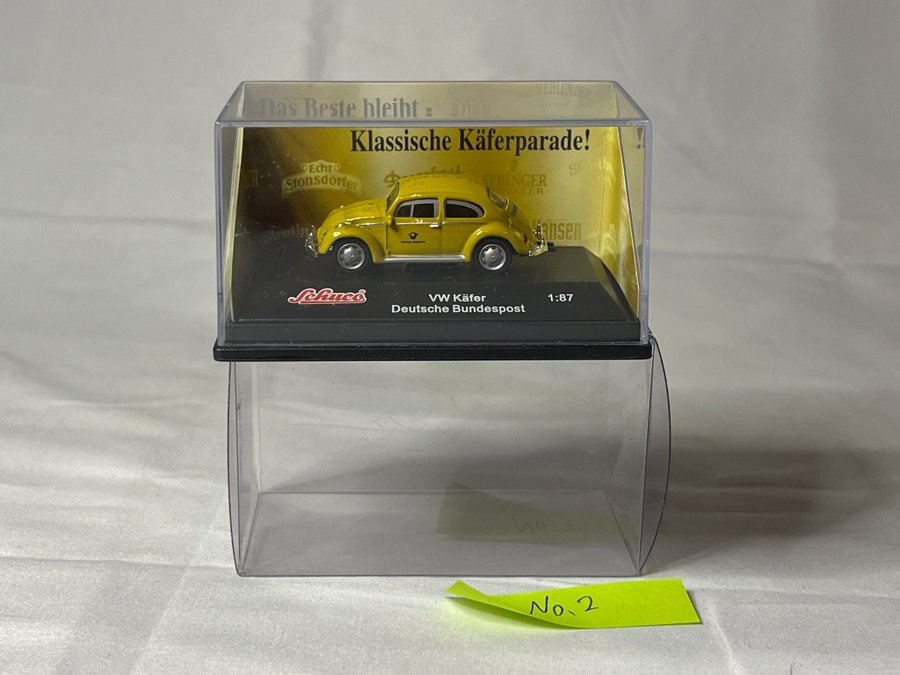 Das Beste bleibt
Klassische Käferparade!
Echt
Stonsdorfer
SPRINGER
Hansen
Schuco
VW Käfer
Deutsche Bundespost
1:87
No.2